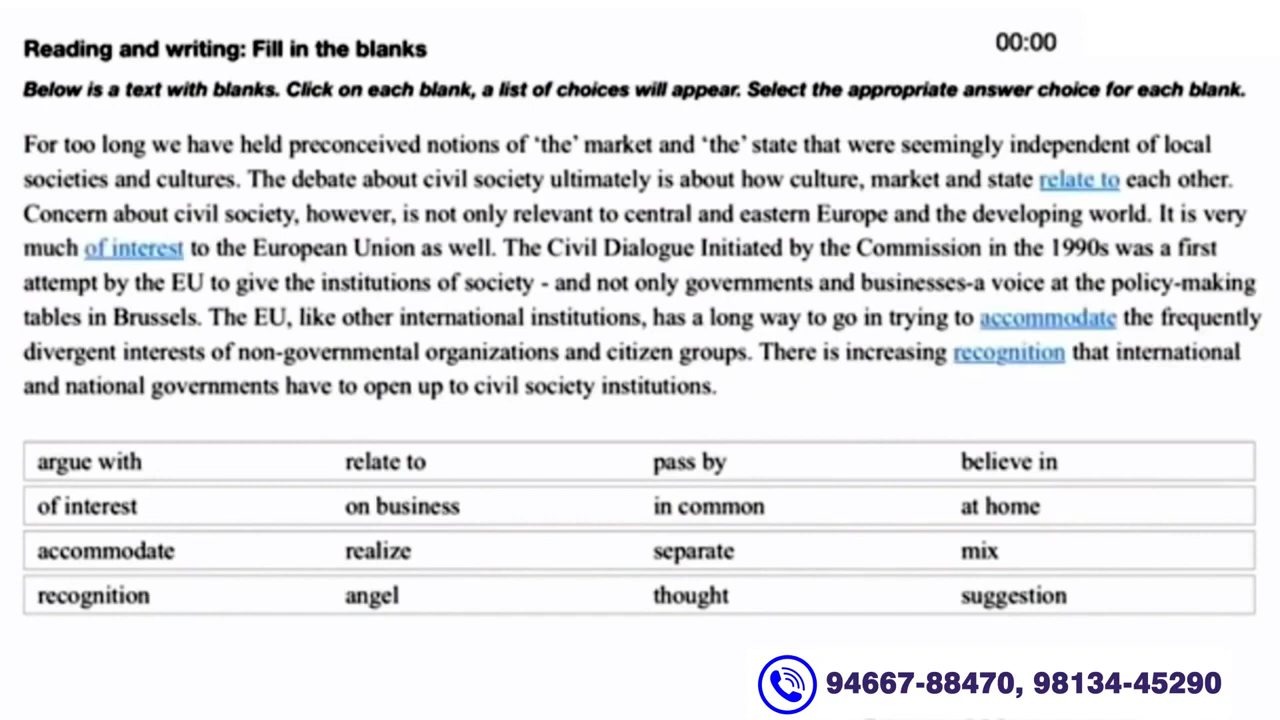 Reading and writing: Fill in the blanks
00:00
Below is a text with blanks. Click on each blank, a list of choices will appear. Select the appropriate answer choice for each blank.
For too long we have held preconceived notions of ‘the’ market and ‘the’ state that were seemingly independent of local
societies and cultures. The debate about civil society ultimately is about how culture, market and state relate to each other.
Concern about civil society, however, is not only relevant to central and eastern Europe and the developing world. It is very
much of interest to the European Union as well. The Civil Dialogue Initiated by the Commission in the 1990s was a first
attempt by the EU to give the institutions of society - and not only governments and businesses-a voice at the policy-making
tables in Brussels. The EU, like other international institutions, has a long way to go in trying to accommodate the frequently
divergent interests of non-governmental organizations and citizen groups. There is increasing recognition that international
and national governments have to open up to civil society institutions.
argue with relate to pass by believe in
of interest on business in common at home
accommodate realize separate mix
recognition angel thought suggestion
94667-88470, 98134-45290